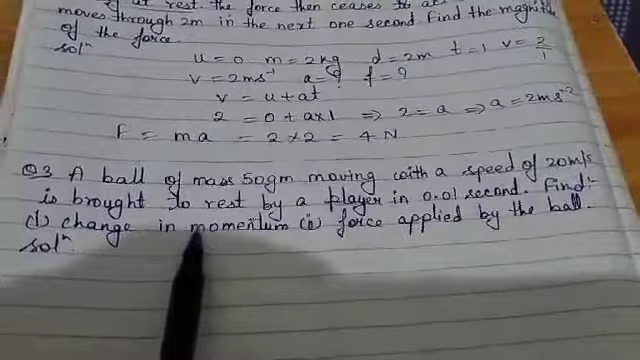 at rest the force then ceases to
moves through 2m in the next one second find the magnit
of the force.
solⁿ
u = 0 m = 2kg d = 2m t = 1 v = 2/1
v = 2ms⁻¹ a = ? f = ?
v = u + at
2 = 0 + a×1 ⇒ 2 = a ⇒ a = 2ms⁻²
F = ma = 2×2 = 4 N
Q3 A ball of mass 50gm moving with a speed of 20m/s
is brought to rest by a player in 0.01 second. Find:-
(i) change in momentum (ii) force applied by the ball.
solⁿ